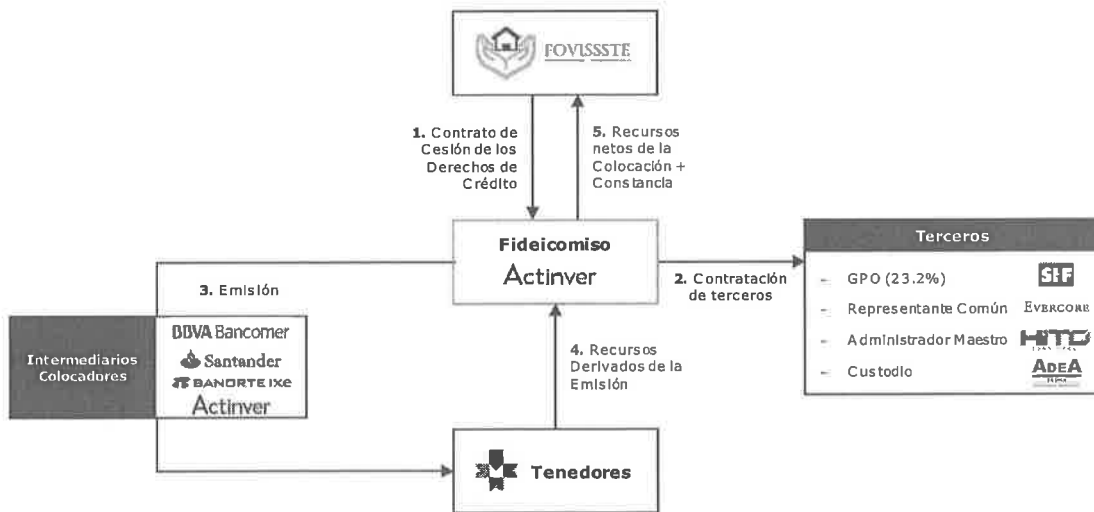 FOVISSSTE
1. Contrato de
Cesión de los
Derechos de
Crédito
5. Recursos
netos de la
Colocación +
Constancia
Fideicomiso
Actinver
2. Contratación
de terceros
Terceros
- GPO (23.2%)
SHF
- Representante Común
EVERCORE
- Administrador Maestro
HiTO
- Custodio
ADEA
3. Emisión
Intermediarios
Colocadores
BBVA Bancomer
Santander
BANORTE IXE
Actinver
4. Recursos
Derivados de la
Emisión
Tenedores